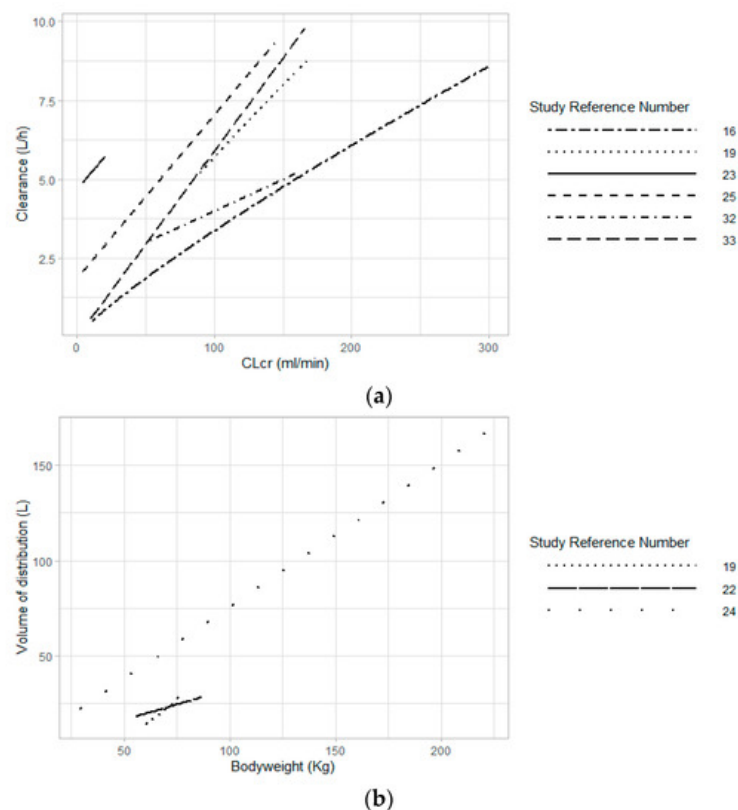 10.0
7.5
5.0
2.5
Clearance (L/h)
0 100 200 300
CLcr (ml/min)
Study Reference Number
16
19
23
25
32
33
(a)
150
100
50
Volume of distribution (L)
50 100 150 200
Bodyweight (Kg)
Study Reference Number
19
22
24
(b)